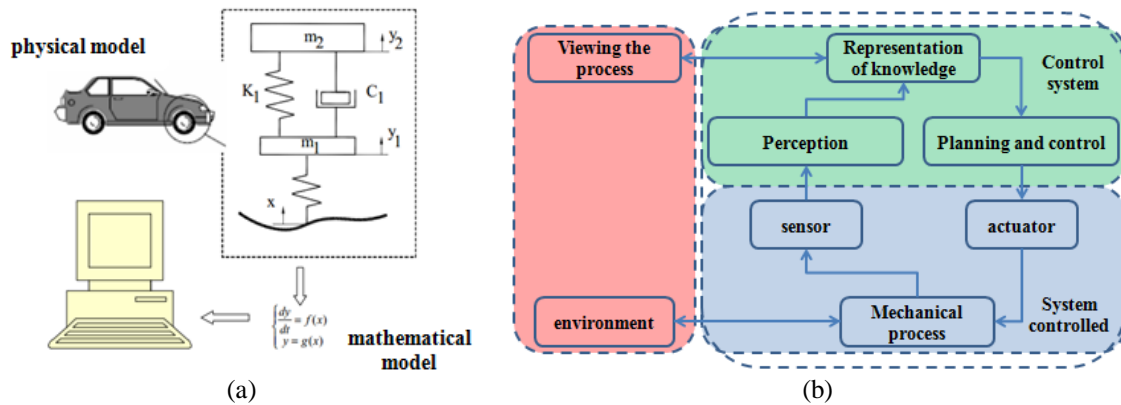 physical model
m2
y2
K1
C1
m1
y1
x
dy
dt
= f(x)
y = g(x)
mathematical
model
(a)
Viewing the
process
Representation
of knowledge
Control
system
Perception
Planning and control
sensor
actuator
environment
Mechanical
process
System
controlled
(b)